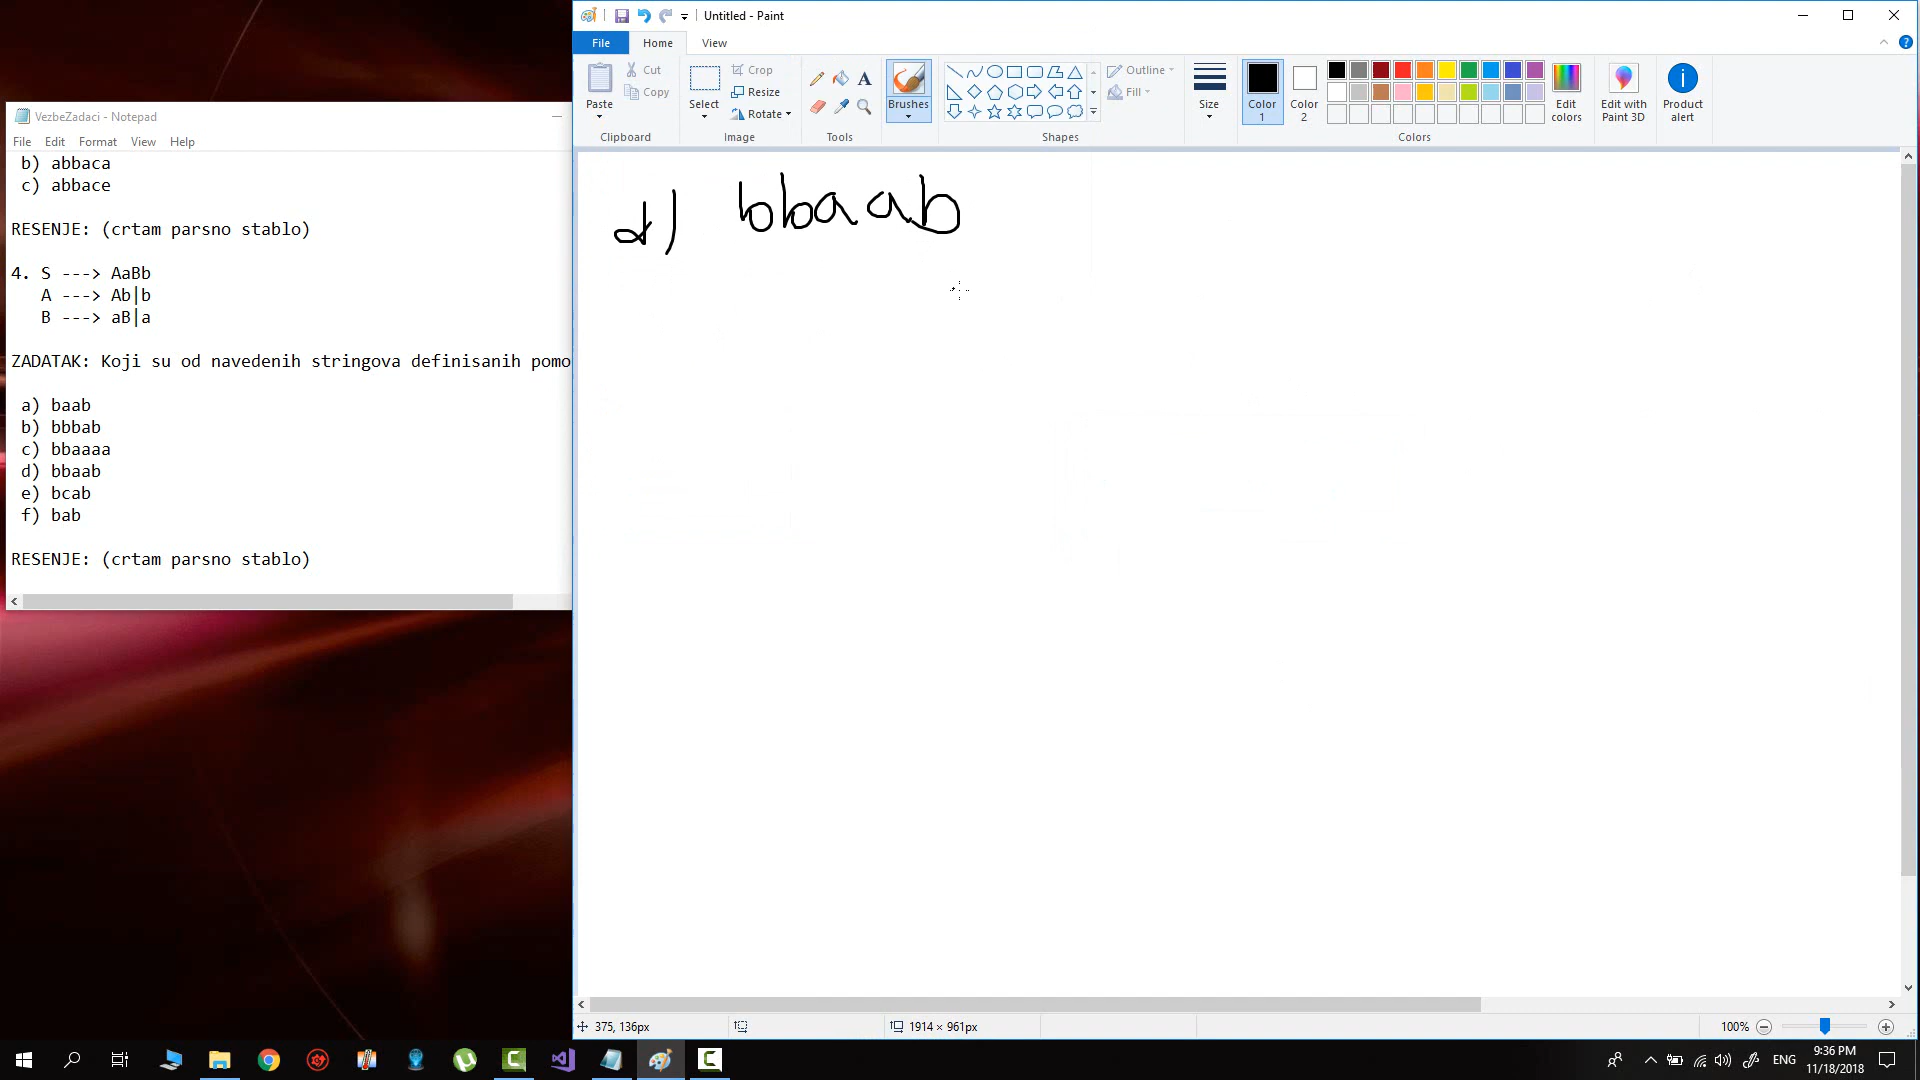 Untitled - Paint
File Home View
Cut
Copy
Paste
Clipboard
Crop
Resize
Rotate
Select
Image
A
Tools
Brushes
Outline
Fill
Shapes
Size
Color 1
Color 2
Edit colors
Edit with Paint 3D
Product alert
Colors
VezbeZadaci - Notepad
File Edit Format View Help
b) abbaca
c) abbace
RESENJE: (crtam parsno stablo)
4. S ---> AaBb
A ---> Ab|b
B ---> aB|a
ZADATAK: Koji su od navedenih stringova definisanih pomo
a) baab
b) bbbab
c) bbaaaa
d) bbaab
e) bcab
f) bab
RESENJE: (crtam parsno stablo)
d) bbaab
375, 136px
1914 × 961px
100%
ENG
9:36 PM
11/18/2018